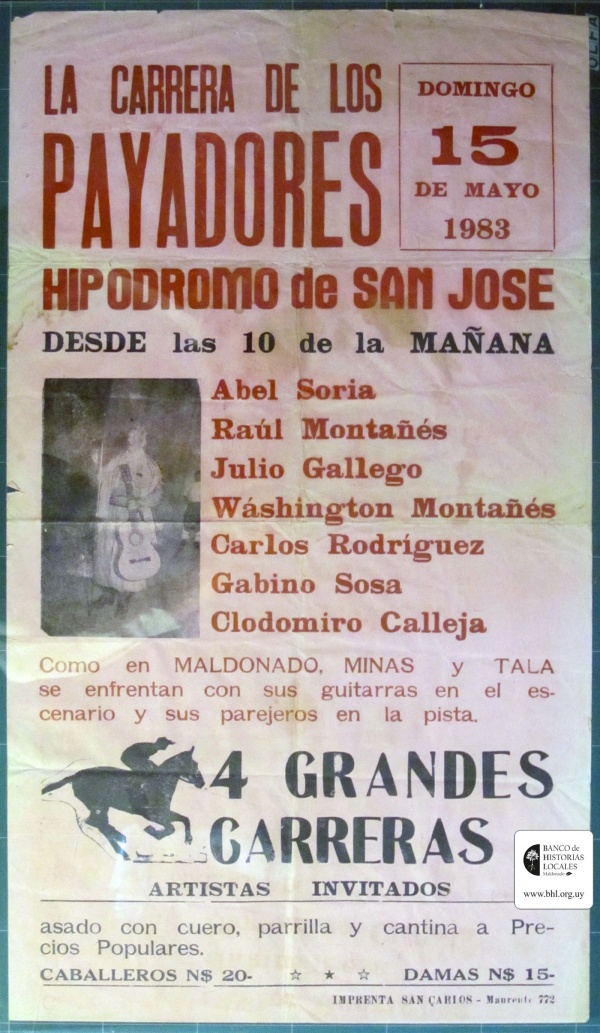 LA CARRERA DE LOS
PAYADORES
DOMINGO
15
DE MAYO
1983
HIPODROMO de SAN JOSE
DESDE las 10 de la MAÑANA
Abel Soria
Raúl Montañés
Julio Gallego
Wáshington Montañés
Carlos Rodríguez
Gabino Sosa
Clodomiro Calleja
Como en MALDONADO, MINAS y TALA
se enfrentan con sus guitarras en el es-
cenario y sus parejeros en la pista.
4 GRANDES
CARRERAS
ARTISTAS INVITADOS
asado con cuero, parrilla y cantina a Pre-
cios Populares.
CABALLEROS N$ 20- ☆ ★ ☆ DAMAS N$ 15-
IMPRENTA SAN CARLOS - 772
BANCO de
HISTORIAS
LOCALES
Maldonado
www.bhl.org.uy